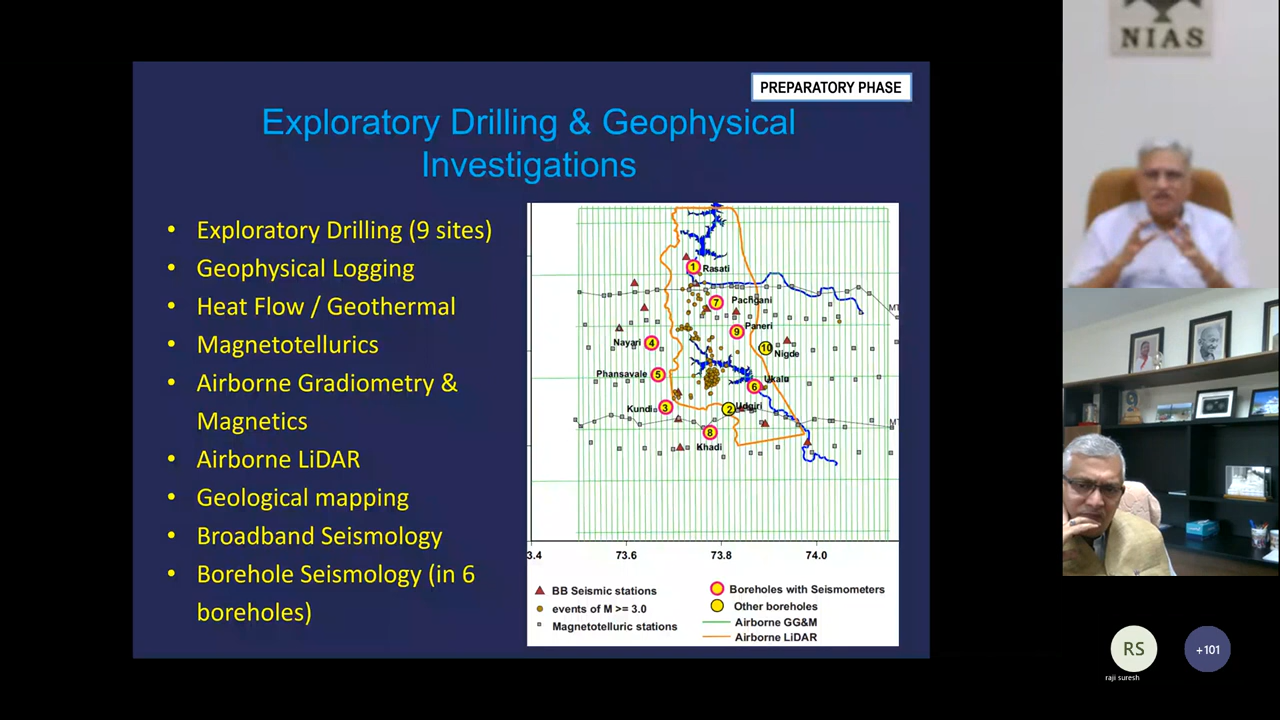 NIAS
PREPARATORY PHASE
Exploratory Drilling & Geophysical
Investigations
• Exploratory Drilling (9 sites)
• Geophysical Logging
• Heat Flow / Geothermal
• Magnetotellurics
• Airborne Gradiometry &
Magnetics
• Airborne LiDAR
• Geological mapping
• Broadband Seismology
• Borehole Seismology (in 6
boreholes)
1 Rasati
7 Pachgani
MT
9 Paneri
Nayari 4
10 Nigde
Phansavale 5
6 Ukalu
Kundi 3
2 Udgiri
MT
8
Khadi
3.4 73.6 73.8 74.0
BB Seismic stations
events of M >= 3.0
Magnetotelluric stations
Boreholes with Seismometers
Other boreholes
Airborne GG&M
Airborne LiDAR
RS
+101
raji suresh